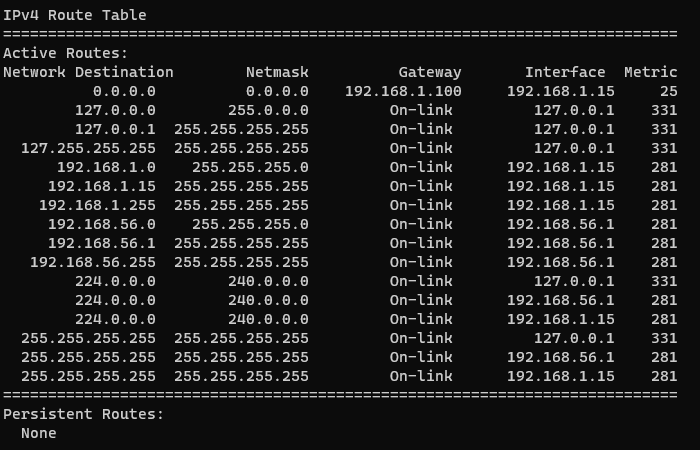 IPv4 Route Table
===========================================================================
Active Routes:
Network Destination        Netmask          Gateway       Interface  Metric
          0.0.0.0          0.0.0.0    192.168.1.100     192.168.1.15     25
        127.0.0.0        255.0.0.0         On-link         127.0.0.1    331
        127.0.0.1  255.255.255.255         On-link         127.0.0.1    331
  127.255.255.255  255.255.255.255         On-link         127.0.0.1    331
      192.168.1.0    255.255.255.0         On-link      192.168.1.15    281
     192.168.1.15  255.255.255.255         On-link      192.168.1.15    281
    192.168.1.255  255.255.255.255         On-link      192.168.1.15    281
     192.168.56.0    255.255.255.0         On-link      192.168.56.1    281
     192.168.56.1  255.255.255.255         On-link      192.168.56.1    281
   192.168.56.255  255.255.255.255         On-link      192.168.56.1    281
        224.0.0.0        240.0.0.0         On-link         127.0.0.1    331
        224.0.0.0        240.0.0.0         On-link      192.168.56.1    281
        224.0.0.0        240.0.0.0         On-link      192.168.1.15    281
  255.255.255.255  255.255.255.255         On-link         127.0.0.1    331
  255.255.255.255  255.255.255.255         On-link      192.168.56.1    281
  255.255.255.255  255.255.255.255         On-link      192.168.1.15    281
===========================================================================
Persistent Routes:
  None